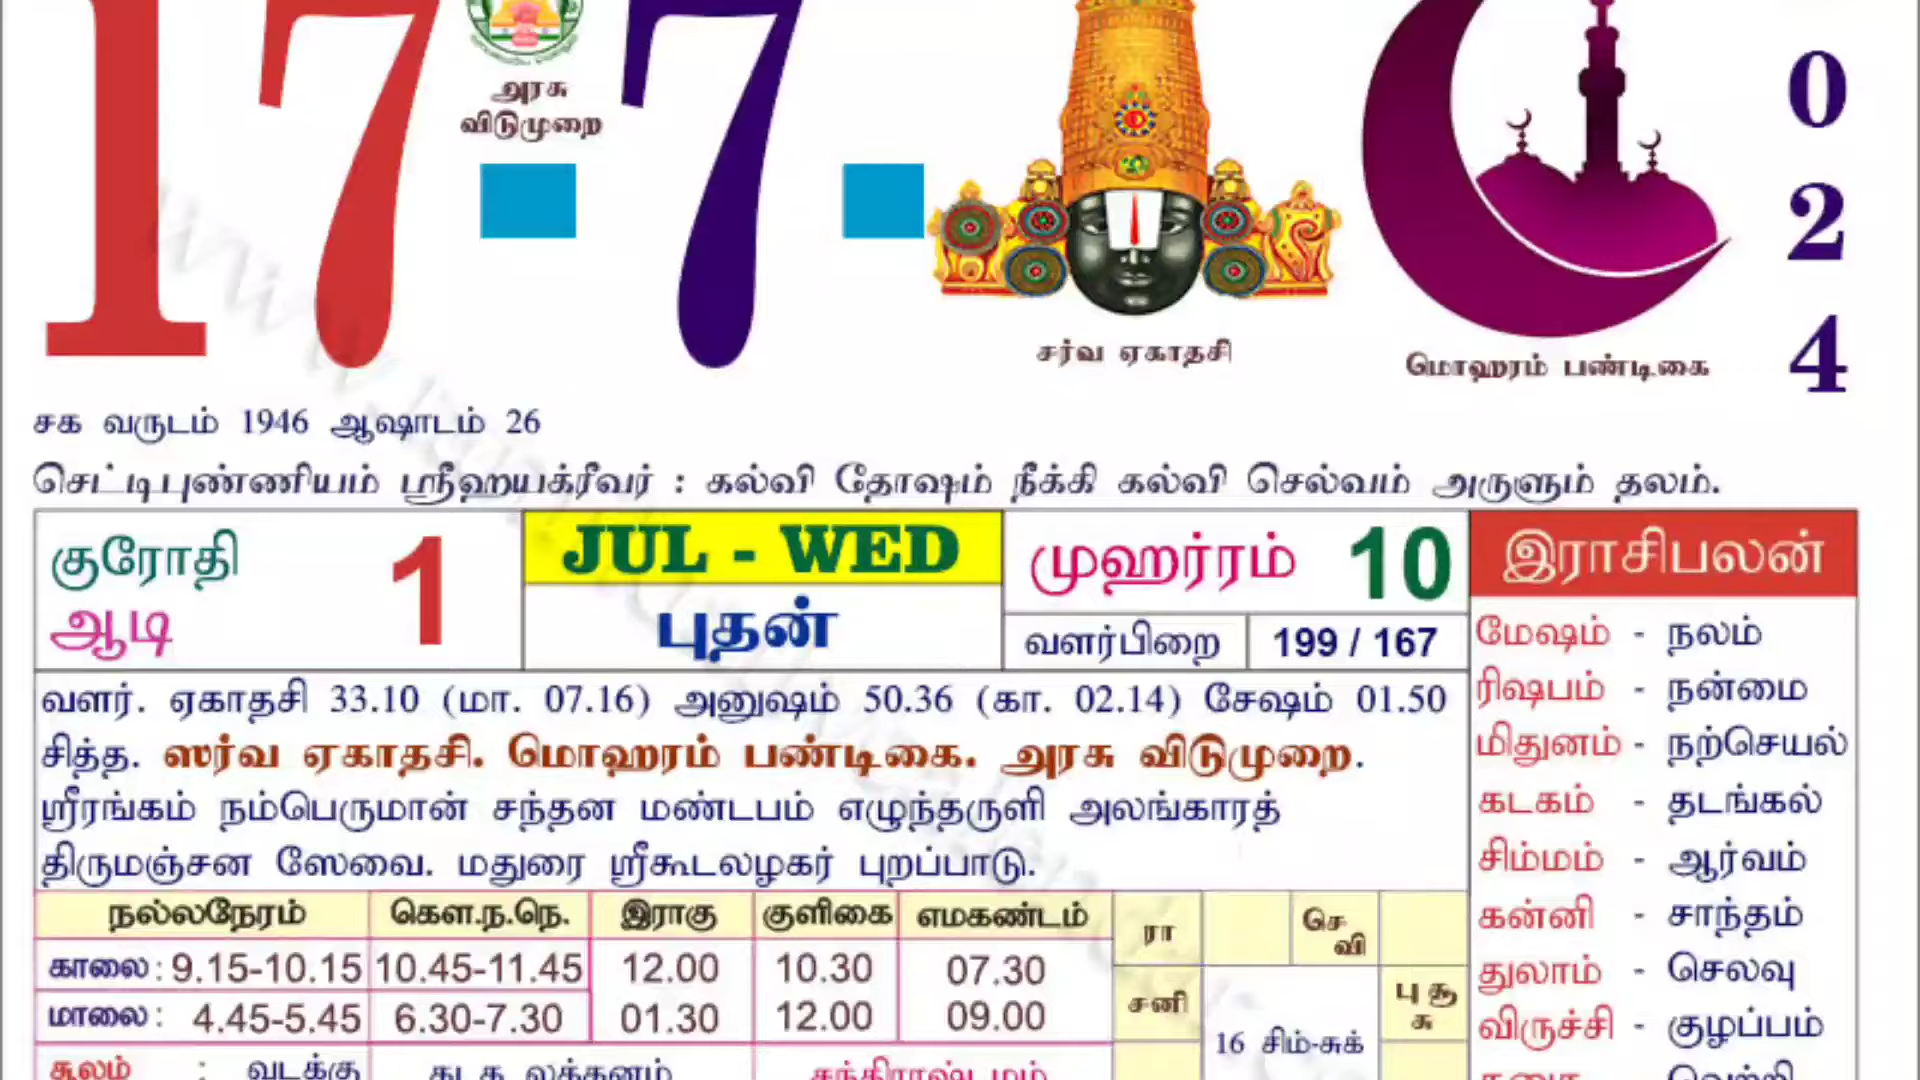 17-7-
அரசு
விடுமுறை
0
2
4
சர்வ ஏகாதசி
மொஹரம் பண்டிகை
சக வருடம் 1946 ஆஷாடம் 26
செட்டிபுண்ணியம் ஸ்ரீஹயக்ரீவர் : கல்வி தோஷம் நீக்கி கல்வி செல்வம் அருளும் தலம்.
குரோதி
ஆடி
1
JUL - WED
புதன்
முஹர்ரம் 10
வளர்பிறை 199 / 167
வளர். ஏகாதசி 33.10 (மா. 07.16) அனுஷம் 50.36 (கா. 02.14) சேஷம் 01.50
சித்த. ஸர்வ ஏகாதசி. மொஹரம் பண்டிகை. அரசு விடுமுறை.
ஸ்ரீரங்கம் நம்பெருமான் சந்தன மண்டபம் எழுந்தருளி அலங்காரத்
திருமஞ்சன ஸேவை. மதுரை ஸ்ரீகூடலழகர் புறப்பாடு.
இராசிபலன்
மேஷம் - நலம்
ரிஷபம் - நன்மை
மிதுனம் - நற்செயல்
கடகம் - தடங்கல்
சிம்மம் - ஆர்வம்
கன்னி - சாந்தம்
துலாம் - செலவு
விருச்சி - குழப்பம்
நல்லநேரம் கௌ.ந.நெ. இராகு குளிகை எமகண்டம்
காலை : 9.15-10.15 10.45-11.45 12.00 10.30 07.30
மாலை : 4.45-5.45 6.30-7.30 01.30 12.00 09.00
சூலம் : வடக்கு
ரா
செ
வி
சனி
பு சூ
சு
16 சிம்-சுக்